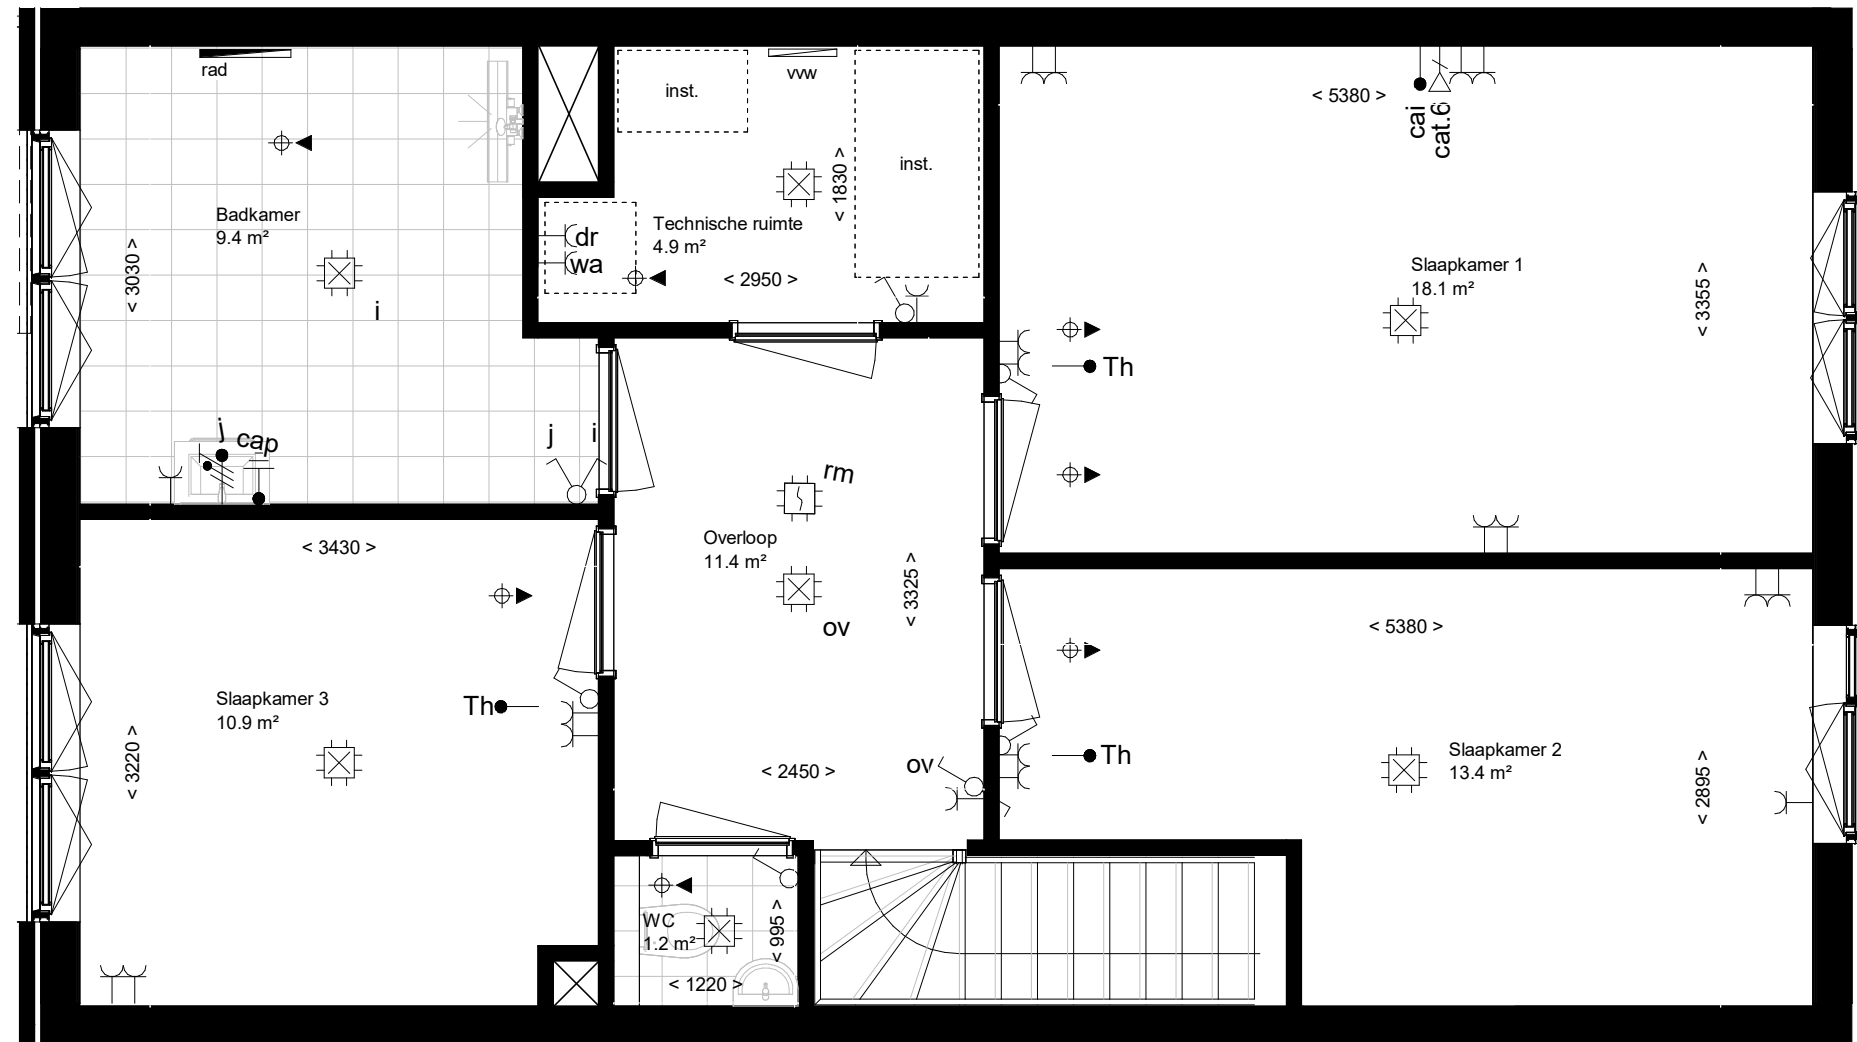 rad
inst.
vvw
< 5380 >
cai
cat.6
inst.
< 1830 >
Badkamer
9.4 m²
< 3030 >
i
dr
wa
Technische ruimte
4.9 m²
< 2950 >
Slaapkamer 1
18.1 m²
< 3355 >
Th
j
cap
j
i
rm
Overloop
11.4 m²
< 3325 >
ov
< 3430 >
< 5380 >
Slaapkamer 3
10.9 m²
Th
< 3220 >
< 2450 >
ov
Th
Slaapkamer 2
13.4 m²
< 2895 >
WC
1.2 m²
< 995 >
< 1220 >